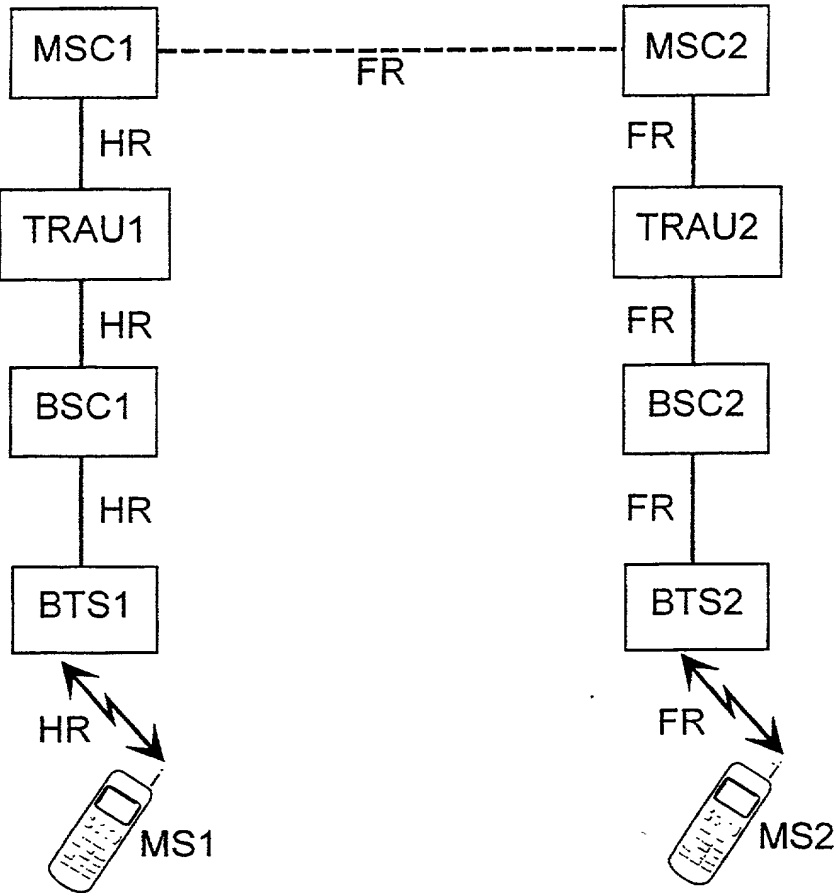 MSC1
MSC2
FR
HR
FR
TRAU1
TRAU2
HR
FR
BSC1
BSC2
HR
FR
BTS1
BTS2
HR
FR
MS1
MS2